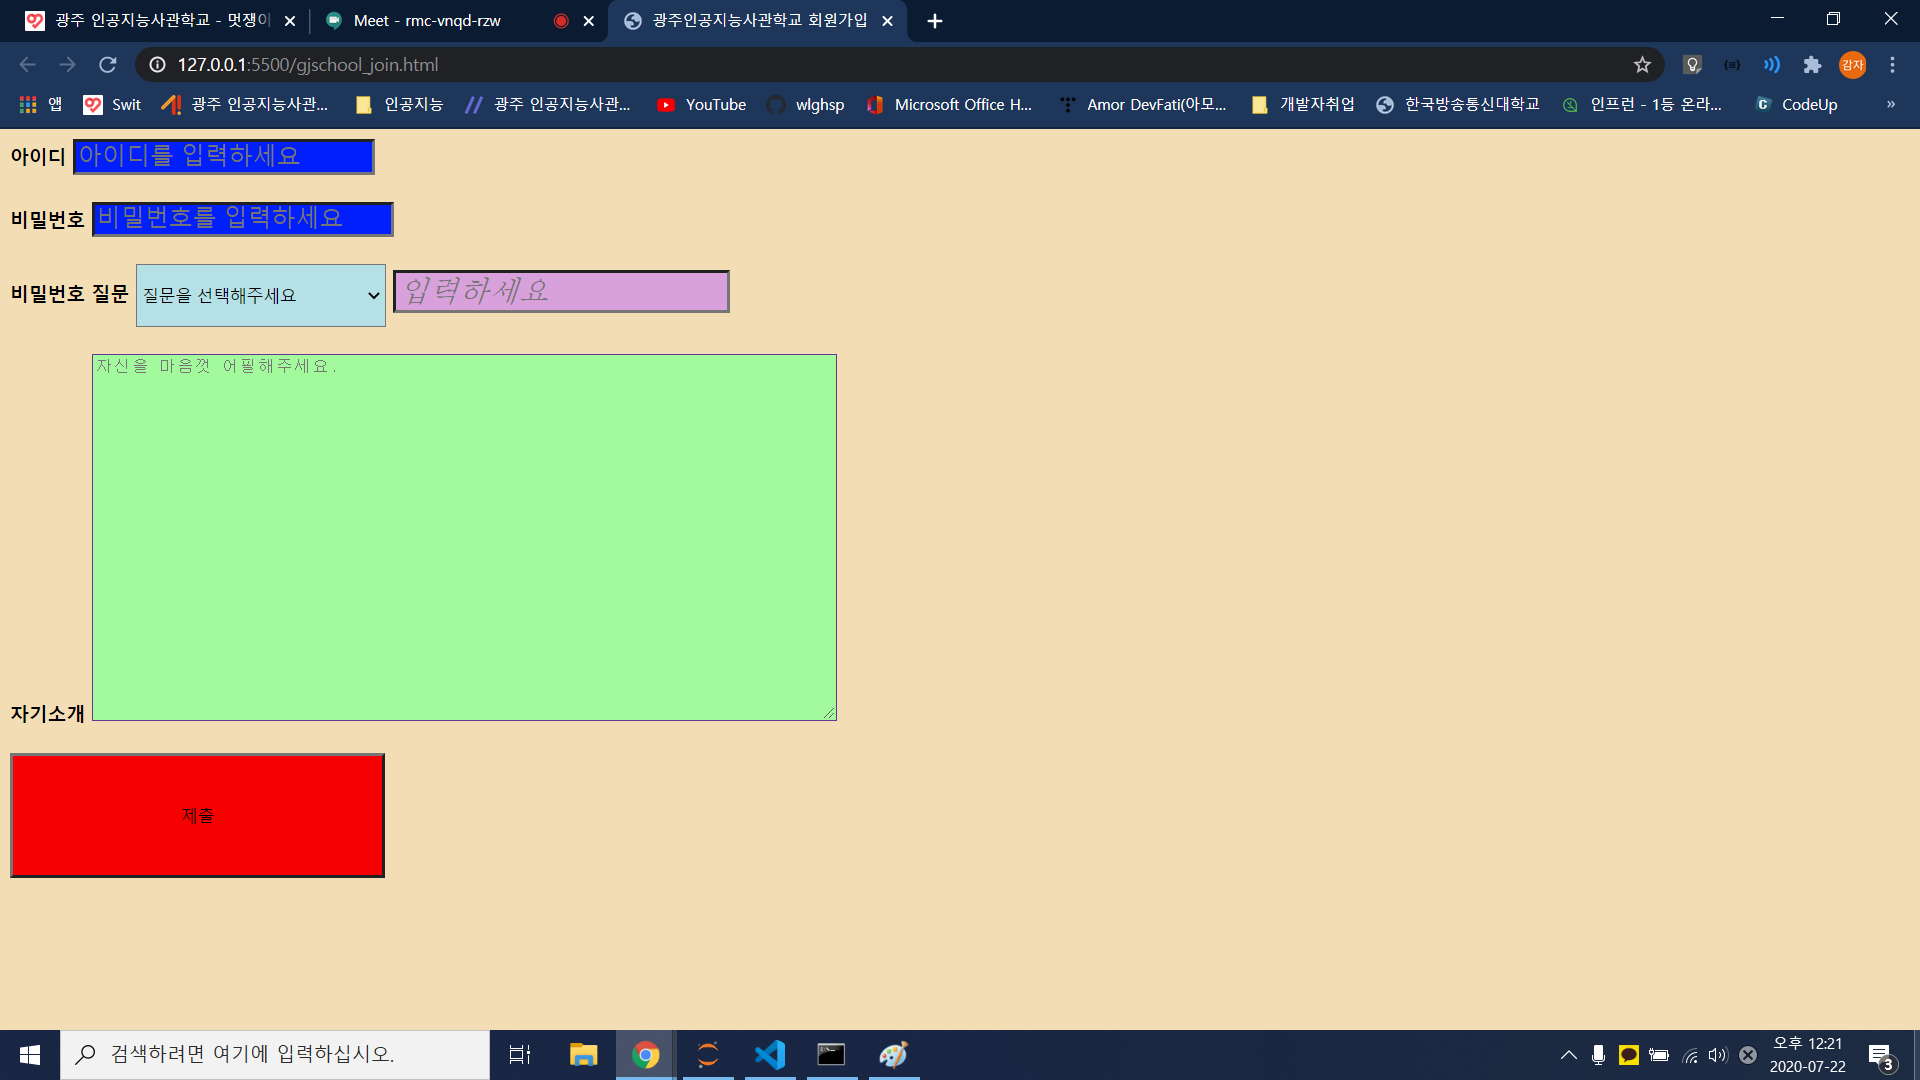 광주 인공지능사관학교 - 멋쟁이
Meet - rmc-vnqd-rzw
광주인공지능사관학교 회원가입
127.0.0.1:5500/gjschool_join.html
감자
앱
Swit
광주 인공지능사관...
인공지능
광주 인공지능사관...
YouTube
wlghsp
Microsoft Office H...
Amor DevFati(아모...
개발자취업
한국방송통신대학교
인프런 - 1등 온라...
CodeUp
»
아이디 아이디를 입력하세요
비밀번호 비밀번호를 입력하세요
비밀번호 질문 질문을 선택해주세요 입력하세요
자신을 마음껏 어필해주세요.
자기소개
제출
검색하려면 여기에 입력하십시오.
오후 12:21
2020-07-22
3